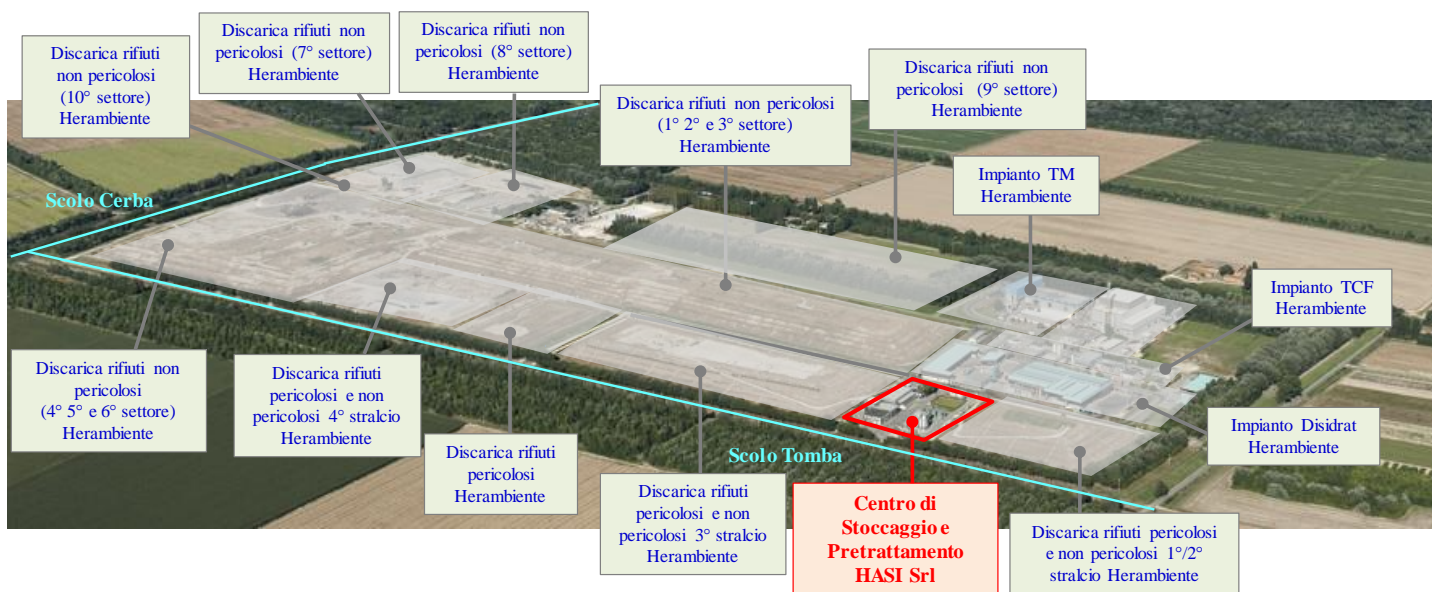 Discarica rifiuti
non pericolosi
(10° settore)
Herambiente
Discarica rifiuti non
pericolosi (7° settore)
Herambiente
Discarica rifiuti non
pericolosi (8° settore)
Herambiente
Discarica rifiuti non pericolosi
(1° 2° e 3° settore)
Herambiente
Discarica rifiuti non
pericolosi (9° settore)
Herambiente
Impianto TM
Herambiente
Scolo Cerba
Impianto TCF
Herambiente
Discarica rifiuti non
pericolosi
(4° 5° e 6° settore)
Herambiente
Discarica rifiuti
pericolosi e non
pericolosi 4° stralcio
Herambiente
Discarica rifiuti
pericolosi
Herambiente
Discarica rifiuti
pericolosi e non
pericolosi 3° stralcio
Herambiente
Scolo Tomba
Centro di
Stoccaggio e
Pretrattamento
HASI Srl
Impianto Disidrat
Herambiente
Discarica rifiuti pericolosi
e non pericolosi 1°/2°
stralcio Herambiente